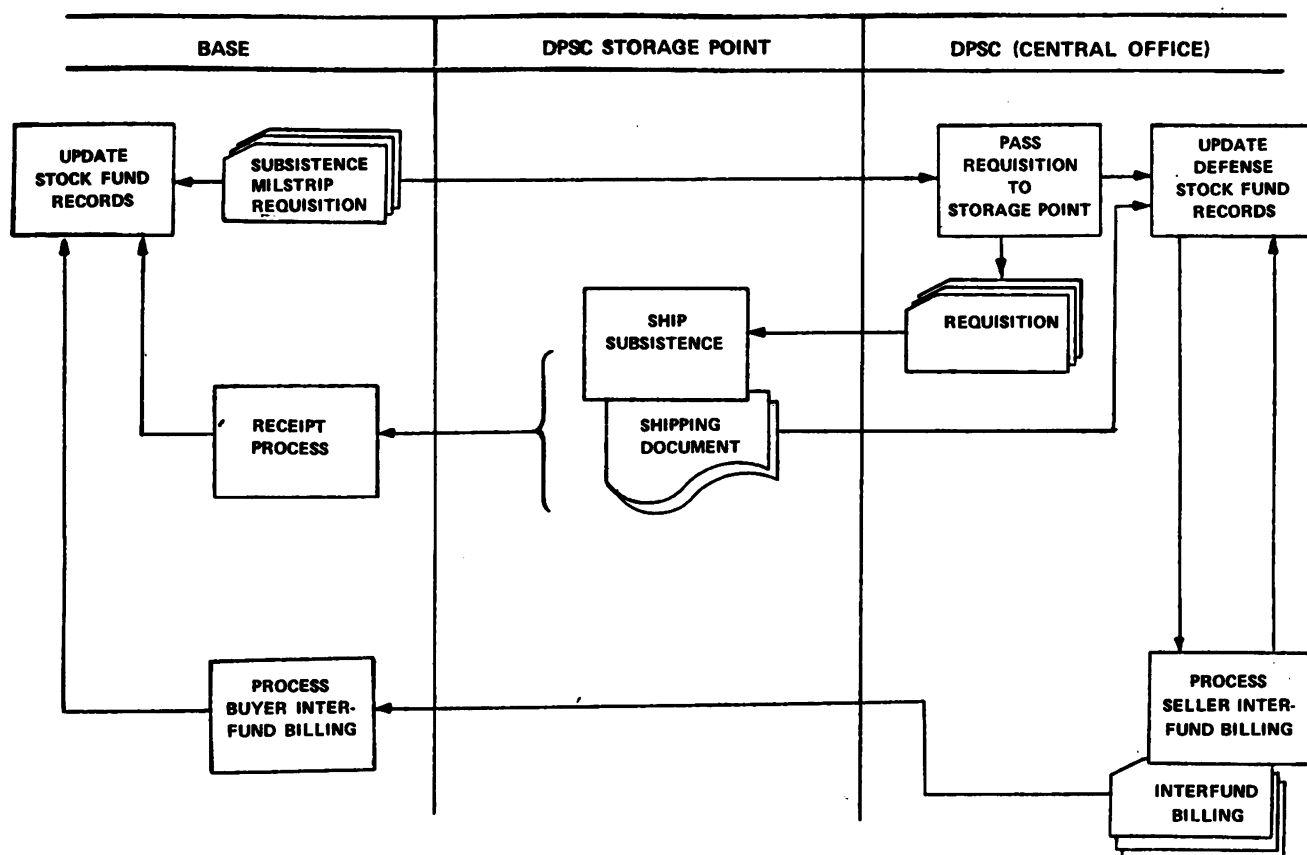 BASE
DPSC STORAGE POINT
DPSC (CENTRAL OFFICE)
UPDATE
STOCK FUND
RECORDS
SUBSISTENCE
MILSTRIP
REQUISITION
PASS
REQUISITION
TO
STORAGE POINT
UPDATE
DEFENSE
STOCK FUND
RECORDS
SHIP
SUBSISTENCE
REQUISITION
RECEIPT
PROCESS
SHIPPING
DOCUMENT
PROCESS
BUYER INTER-
FUND BILLING
PROCESS
SELLER INTER-
FUND BILLING
INTERFUND
BILLING